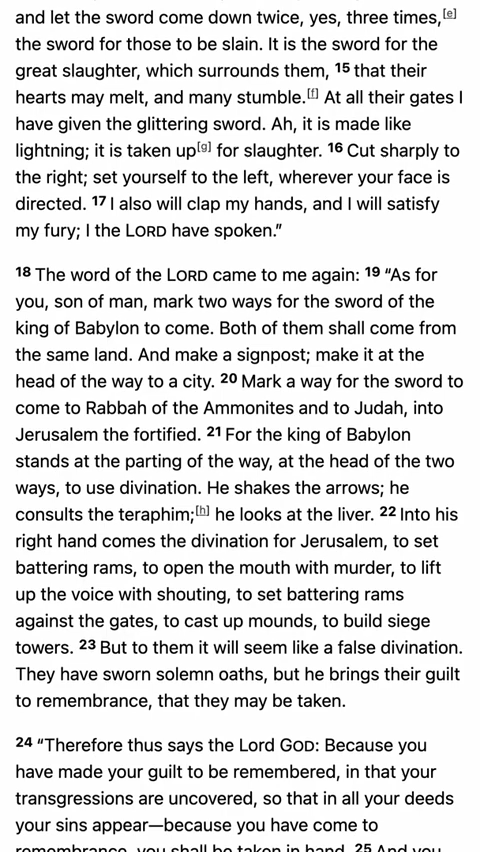 and let the sword come down twice, yes, three times,[e]
the sword for those to be slain. It is the sword for the
great slaughter, which surrounds them, 15 that their
hearts may melt, and many stumble.[f] At all their gates I
have given the glittering sword. Ah, it is made like
lightning; it is taken up[g] for slaughter. 16 Cut sharply to
the right; set yourself to the left, wherever your face is
directed. 17 I also will clap my hands, and I will satisfy
my fury; I the LORD have spoken.”
18 The word of the LORD came to me again: 19 “As for
you, son of man, mark two ways for the sword of the
king of Babylon to come. Both of them shall come from
the same land. And make a signpost; make it at the
head of the way to a city. 20 Mark a way for the sword to
come to Rabbah of the Ammonites and to Judah, into
Jerusalem the fortified. 21 For the king of Babylon
stands at the parting of the way, at the head of the two
ways, to use divination. He shakes the arrows; he
consults the teraphim;[h] he looks at the liver. 22 Into his
right hand comes the divination for Jerusalem, to set
battering rams, to open the mouth with murder, to lift
up the voice with shouting, to set battering rams
against the gates, to cast up mounds, to build siege
towers. 23 But to them it will seem like a false divination.
They have sworn solemn oaths, but he brings their guilt
to remembrance, that they may be taken.
24 “Therefore thus says the Lord GOD: Because you
have made your guilt to be remembered, in that your
transgressions are uncovered, so that in all your deeds
your sins appear—because you have come to
remembrance, you shall be taken in hand. 25 And you